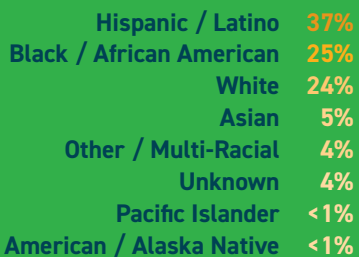 Hispanic / Latino 37%
Black / African American 25%
White 24%
Asian 5%
Other / Multi-Racial 4%
Unknown 4%
Pacific Islander <1%
American / Alaska Native <1%